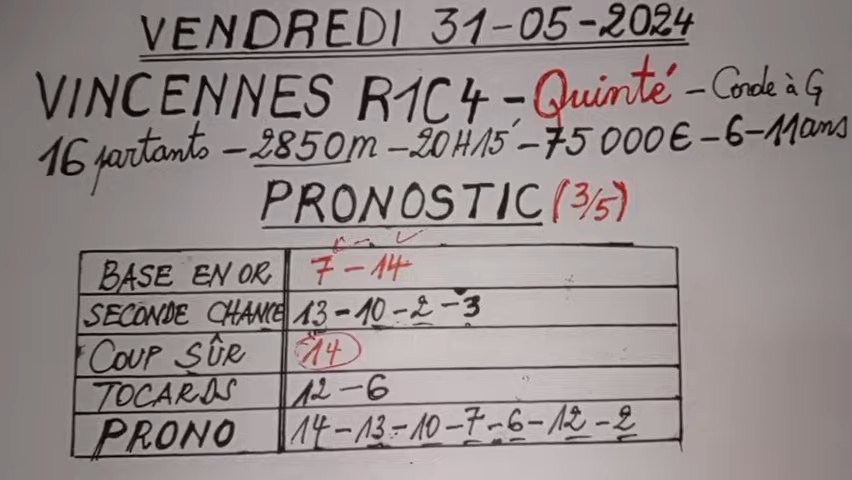 VENDREDI 31-05-2024
VINCENNES R1C4 - Quinté - Corde à G
16 partants - 2850m - 20H15' - 75 000€ - 6-11 ans
PRONOSTIC (3/5)
BASE EN OR 7 - 14
SECONDE CHANCE 13-10-2-3
COUP SÛR 14
TOCARDS 12-6
PRONO 14-13-10-7-6-12-2